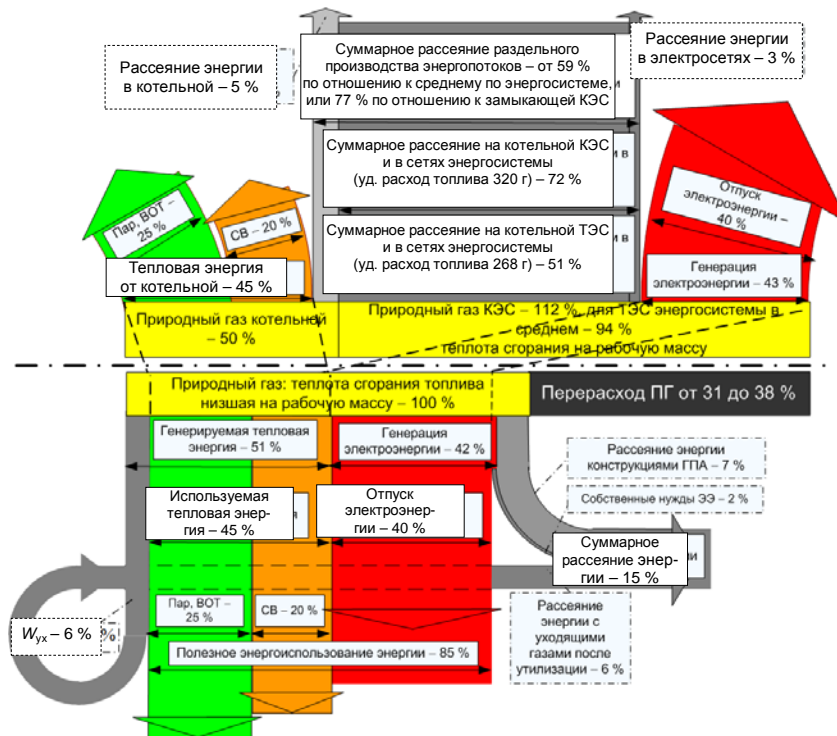 Рассеяние энергии
в котельной – 5 %
Суммарное рассеяние раздельного
производства энергопотоков – от 59 %
по отношению к среднему по энергосистеме,
или 77 % по отношению к замыкающей КЭС
Рассеяние энергии
в электросетях – 3 %
Суммарное рассеяние на котельной КЭС
и в сетях энергосистемы
(уд. расход топлива 320 г) – 72 %
Суммарное рассеяние на котельной ТЭС
и в сетях энергосистемы
(уд. расход топлива 268 г) – 51 %
Пар, ВОТ –
25 %
СВ – 20 %
Тепловая энергия
от котельной – 45 %
Отпуск
электроэнергии –
40 %
Генерация
электроэнергии – 43 %
Природный газ котельной
– 50 %
Природный газ КЭС – 112 %, для ТЭС энергосистемы в
среднем – 94 %
теплота сгорания на рабочую массу
Природный газ: теплота сгорания топлива
низшая на рабочую массу – 100 %
Перерасход ПГ от 31 до 38 %
Генерируемая тепловая
энергия – 51 %
Генерация
электроэнергии – 42 %
Рассеяние энергии
конструкциями ГПА – 7 %
Используемая
тепловая энер-
гия – 45 %
Отпуск
электроэнер-
гии – 40 %
Собственные нужды ЭЭ – 2 %
Суммарное
рассеяние энер-
гии – 15 %
Wух – 6 %
%
Пар, ВОТ –
25 %
СВ – 20 %
Рассеяние
энергии с
уходящими
газами после
утилизации – 6 %
Полезное энергоиспользование энергии – 85 %